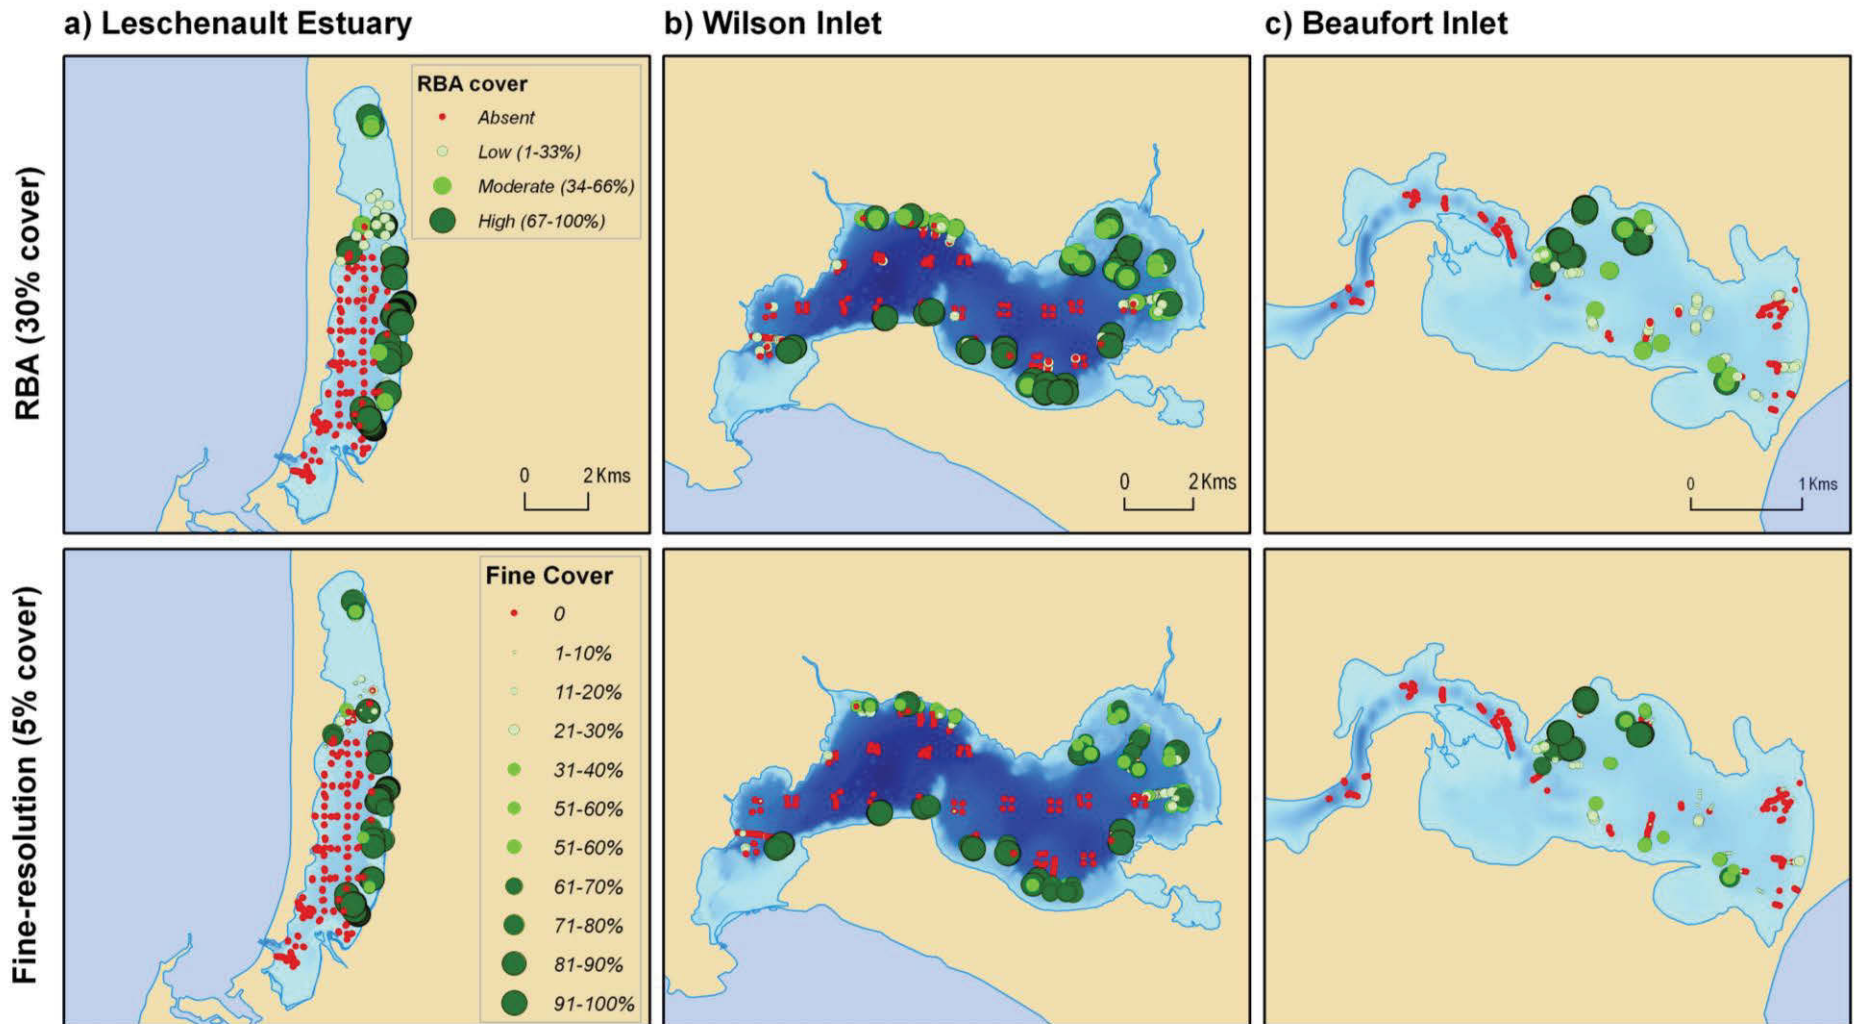 a) Leschenault Estuary
b) Wilson Inlet
c) Beaufort Inlet
RBA (30% cover)
RBA cover
Absent
Low (1-33%)
Moderate (34-66%)
High (67-100%)
0 2 Kms
0 2 Kms
0 1 Kms
Fine-resolution (5% cover)
Fine Cover
0
1-10%
11-20%
21-30%
31-40%
51-60%
51-60%
61-70%
71-80%
81-90%
91-100%